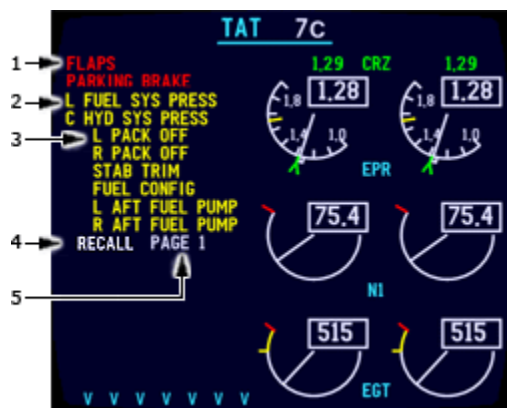 TAT 7c
1 FLAPS 1.29 CRZ 1.29
PARKING BRAKE
2 L FUEL SYS PRESS 1.8 1.28 1.8 1.28
C HYD SYS PRESS
3 L PACK OFF 1.4 1.0 1.4 1.0
R PACK OFF
STAB TRIM EPR
FUEL CONFIG
L AFT FUEL PUMP 75.4 75.4
R AFT FUEL PUMP
4 RECALL PAGE 1
5 N1
515 515
V V V V V V V EGT